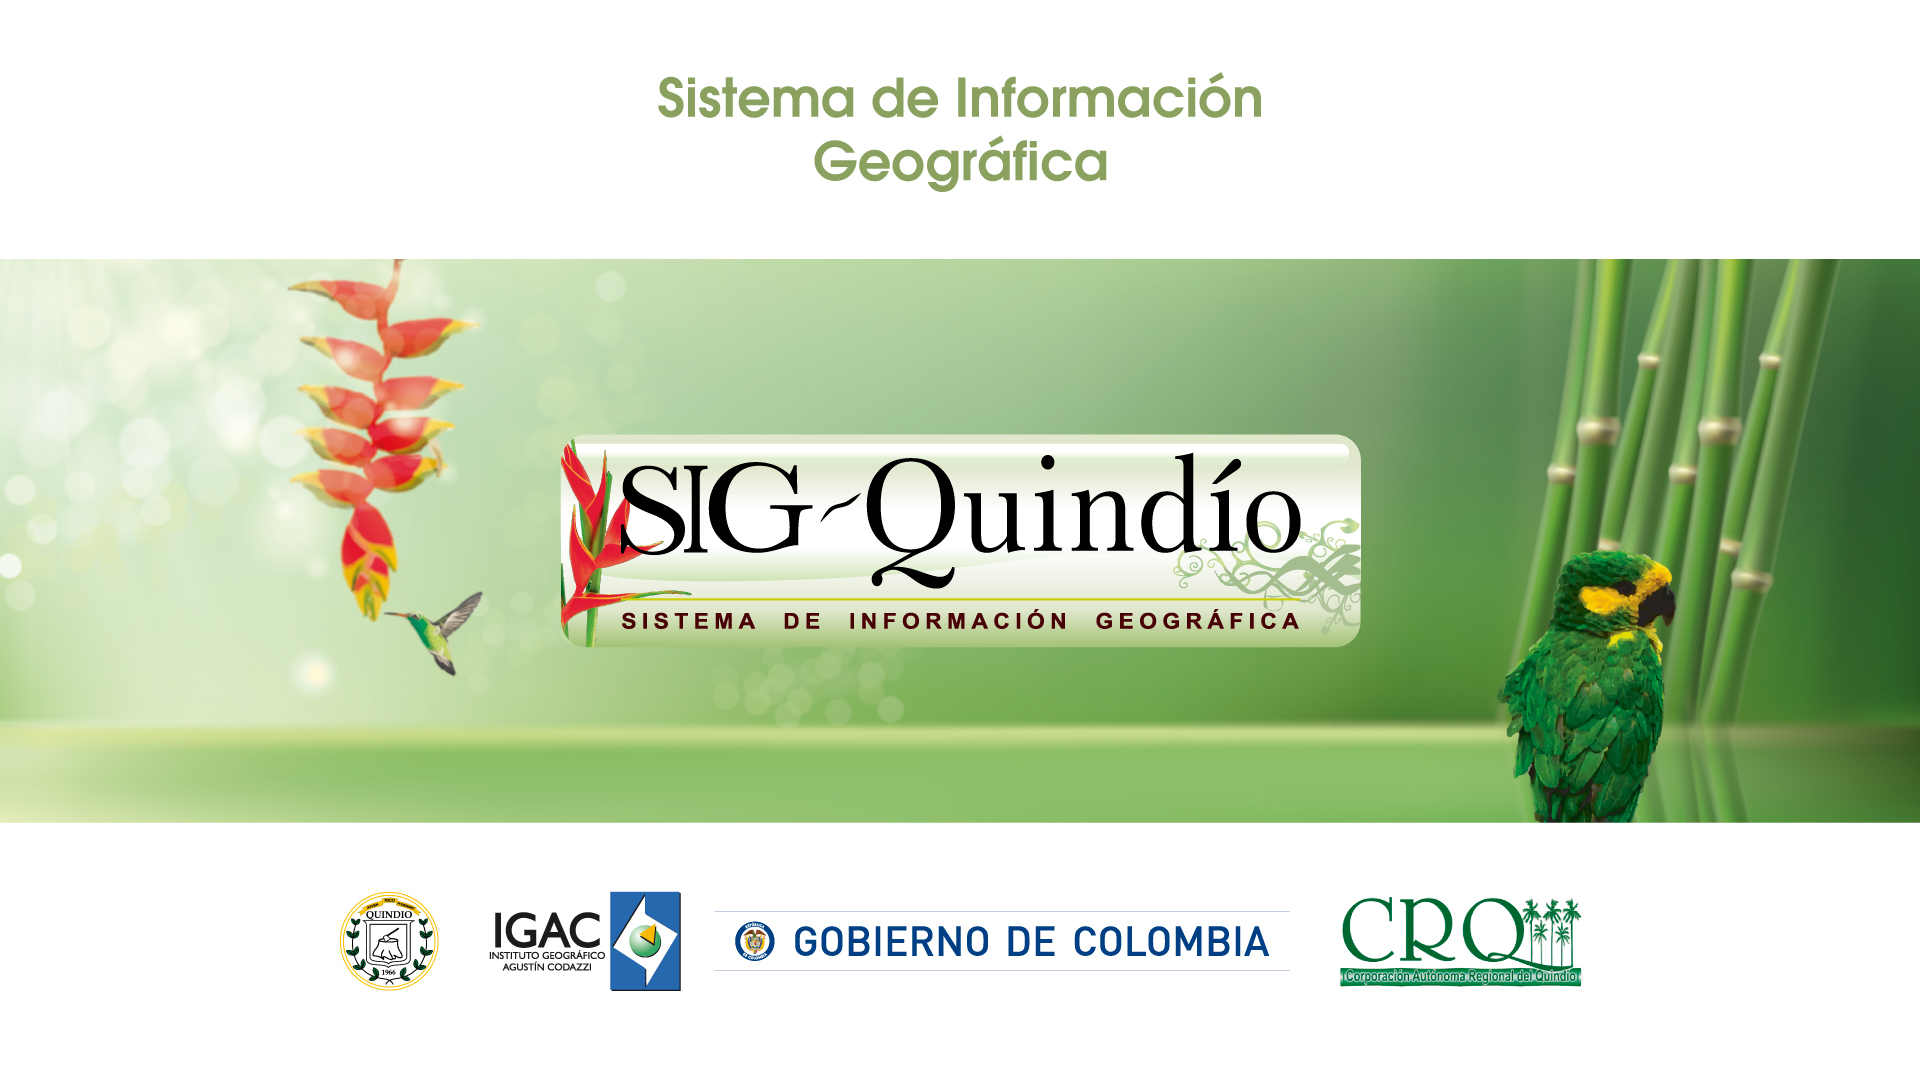 Sistema de Información
Geográfica
SIG-Quindío
SISTEMA DE INFORMACIÓN GEOGRÁFICA
QUINDIO
1966
IGAC
INSTITUTO GEOGRÁFICO
AGUSTÍN CODAZZI
GOBIERNO DE COLOMBIA
CRQ
Corporación Autónoma Regional del Quindío